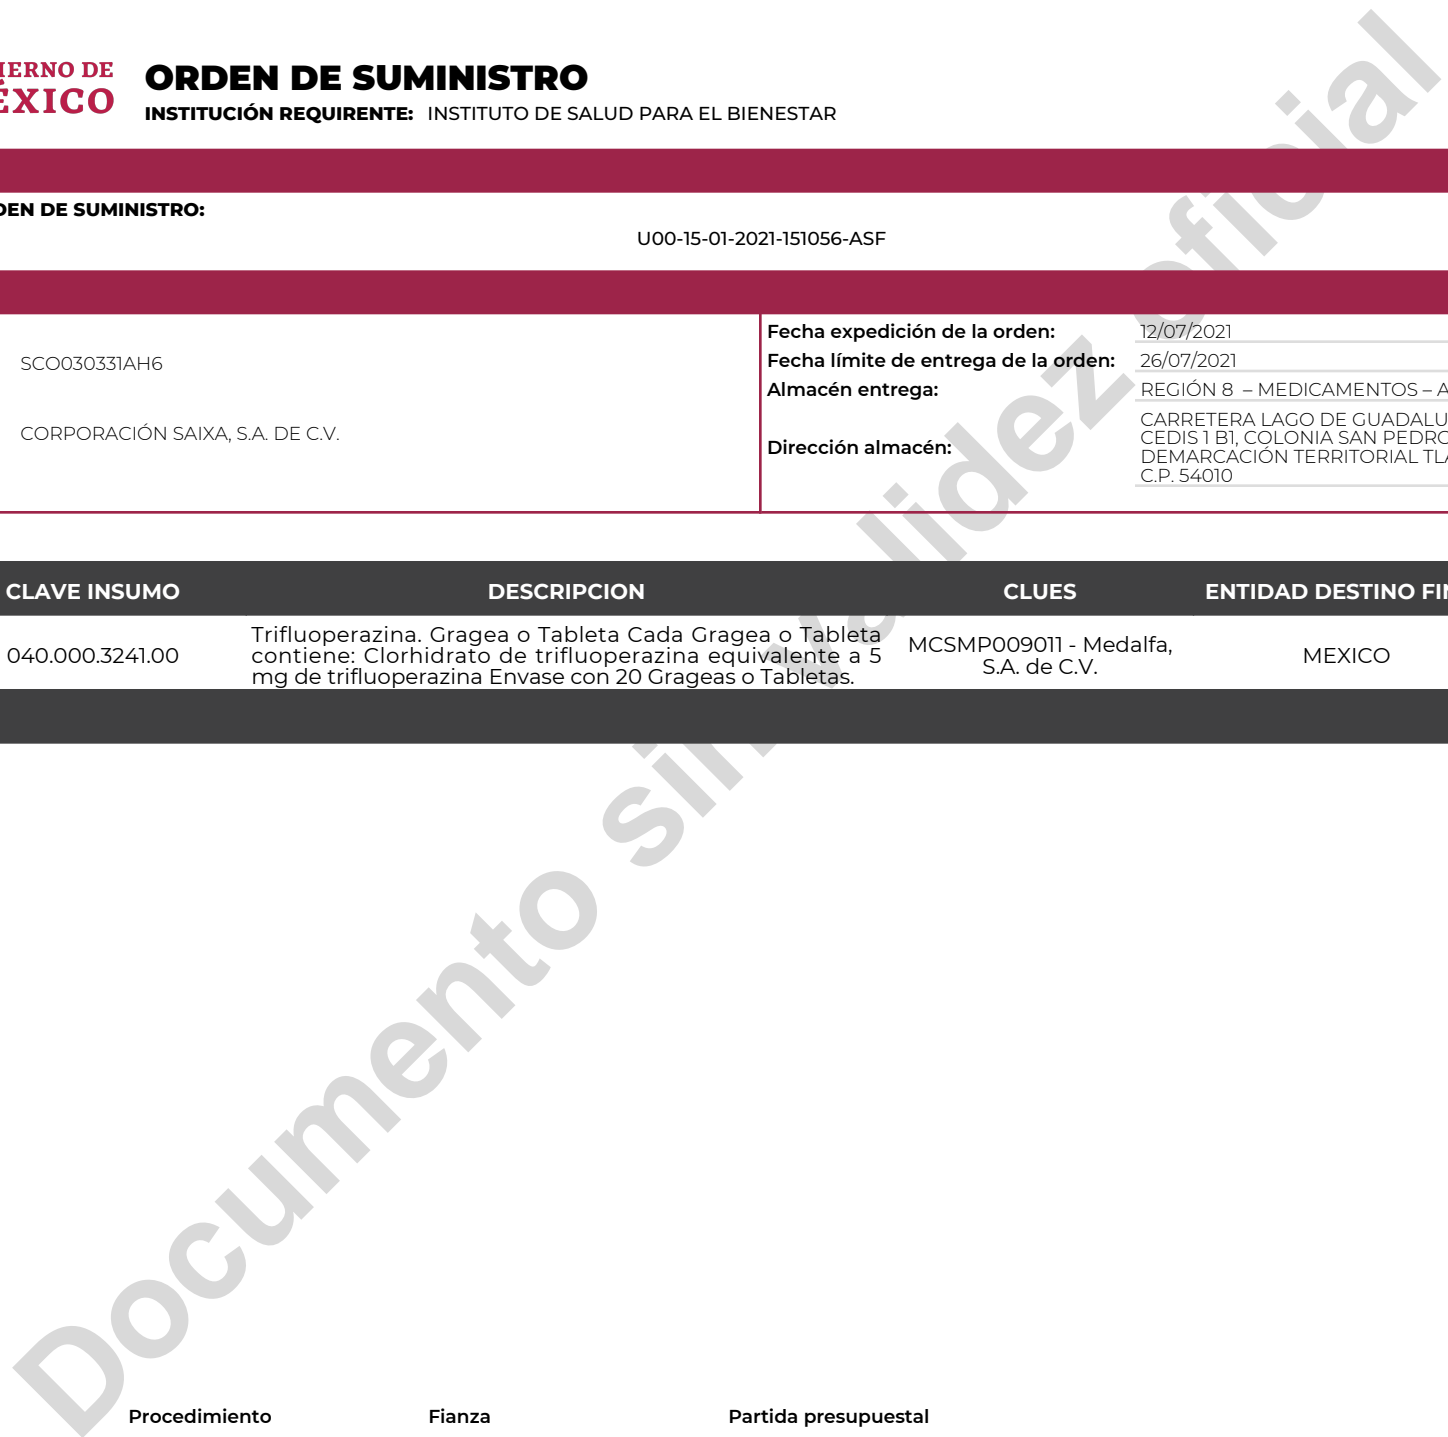 IERNO DE
ÉXICO
ORDEN DE SUMINISTRO
INSTITUCIÓN REQUIRENTE: INSTITUTO DE SALUD PARA EL BIENESTAR
DEN DE SUMINISTRO:
U00-15-01-2021-151056-ASF
SCO030331AH6
CORPORACIÓN SAIXA, S.A. DE C.V.
Fecha expedición de la orden: 12/07/2021
Fecha límite de entrega de la orden: 26/07/2021
Almacén entrega: REGIÓN 8 – MEDICAMENTOS – A
Dirección almacén:
CARRETERA LAGO DE GUADALU
CEDIS 1 B1, COLONIA SAN PEDRO
DEMARCACIÓN TERRITORIAL TLA
C.P. 54010
CLAVE INSUMO DESCRIPCION CLUES ENTIDAD DESTINO FIN
040.000.3241.00
Trifluoperazina. Gragea o Tableta Cada Gragea o Tableta
contiene: Clorhidrato de trifluoperazina equivalente a 5
mg de trifluoperazina Envase con 20 Grageas o Tabletas.
MCSMP009011 - Medalfa,
S.A. de C.V.
MEXICO
Documento sin validez oficial
Procedimiento Fianza Partida presupuestal